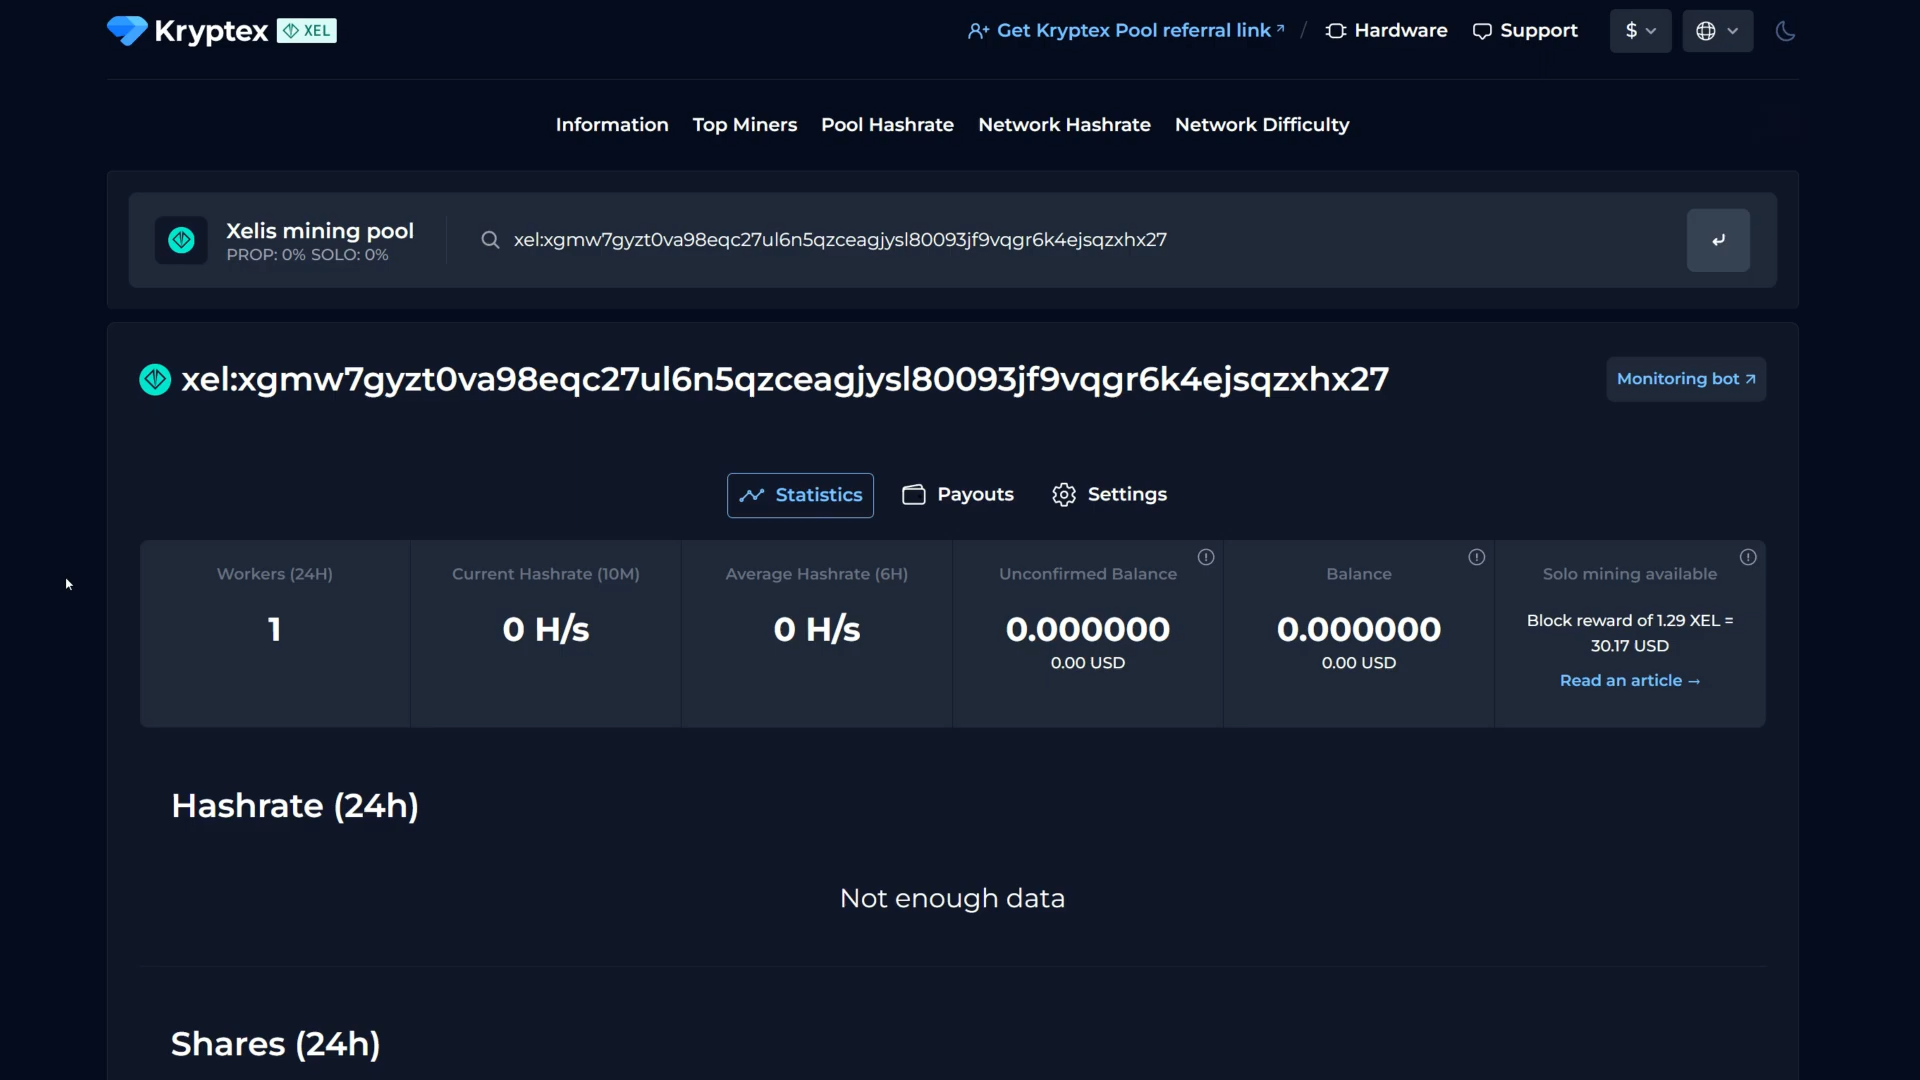 Kryptex XEL
Get Kryptex Pool referral link / Hardware Support $
Information Top Miners Pool Hashrate Network Hashrate Network Difficulty
Xelis mining pool
PROP: 0% SOLO: 0%
xel:xgmw7gyzt0va98eqc27ul6n5qzceagjysl80093jf9vqgr6k4ejsqzxhx27
xel:xgmw7gyzt0va98eqc27ul6n5qzceagjysl80093jf9vqgr6k4ejsqzxhx27
Monitoring bot
Statistics Payouts Settings
Workers (24H)
1
Current Hashrate (10M)
0 H/s
Average Hashrate (6H)
0 H/s
Unconfirmed Balance
0.000000
0.00 USD
Balance
0.000000
0.00 USD
Solo mining available
Block reward of 1.29 XEL =
30.17 USD
Read an article →
Hashrate (24h)
Not enough data
Shares (24h)